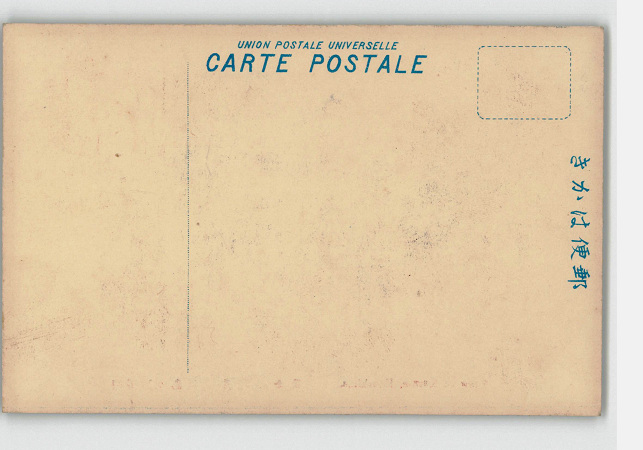 UNION POSTALE UNIVERSELLE
CARTE POSTALE
きかは便郵